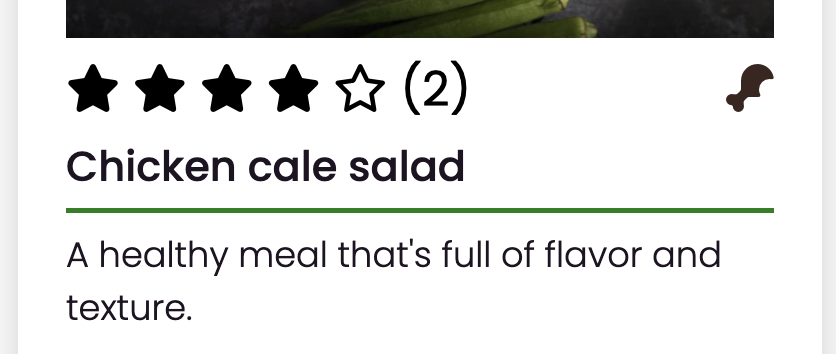 (2)
Chicken cale salad
A healthy meal that's full of flavor and
texture.